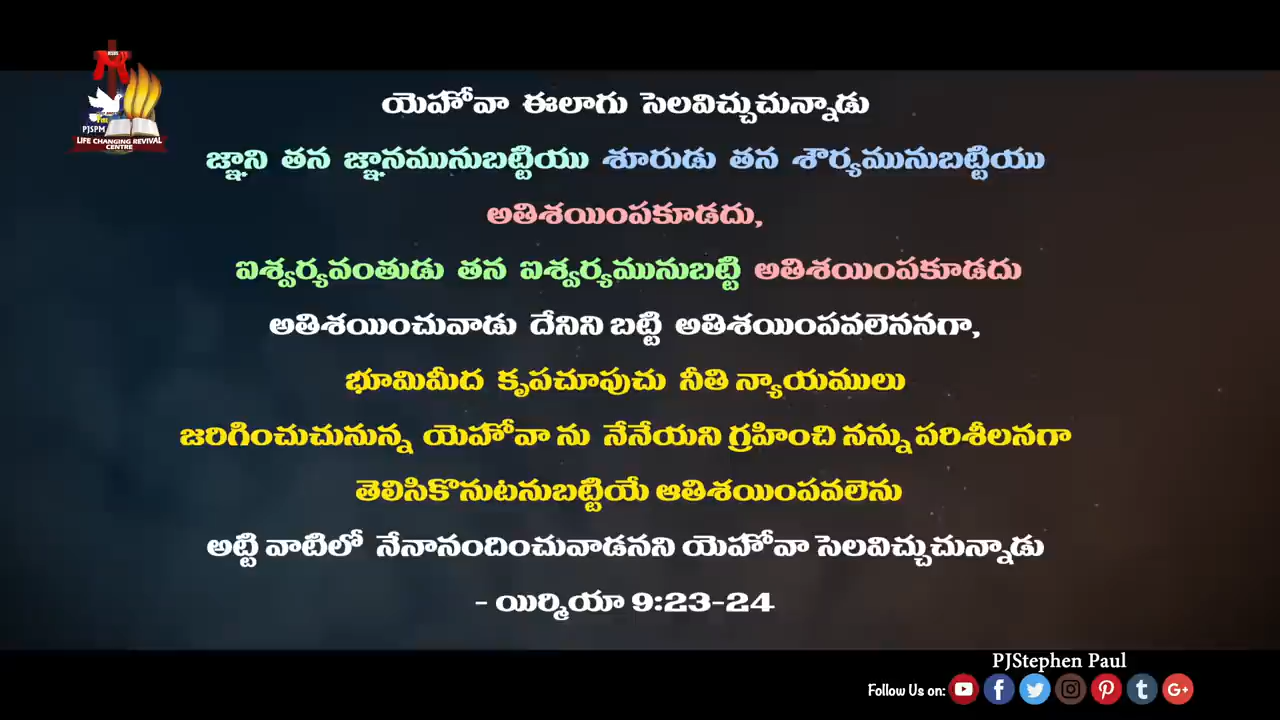 యెహోవా ఈలాగు సెలవిచ్చుచున్నాడు
జ్ఞాని తన జ్ఞానమునుబట్టియు శూరుడు తన శౌర్యమునుబట్టియు
అతిశయింపకూడదు,
ఐశ్వర్యవంతుడు తన ఐశ్వర్యమునుబట్టి అతిశయింపకూడదు
అతిశయించువాడు దేనిని బట్టి అతిశయింపవలెననగా,
భూమిమీద కృపచూపుచు నీతి న్యాయములు
జరిగించుచునున్న యెహోవా ను నేనేయని గ్రహించి నన్ను పరిశీలనగా
తెలిసికొనుటనుబట్టియే ఆతిశయింపవలెను
అట్టి వాటిలో నేనానందించువాడనని యెహోవా సెలవిచ్చుచున్నాడు
- యిర్మియా 9:23-24
PJSPM
LIFE CHANGING REVIVAL
CENTRE
PJStephen Paul
Follow Us on: